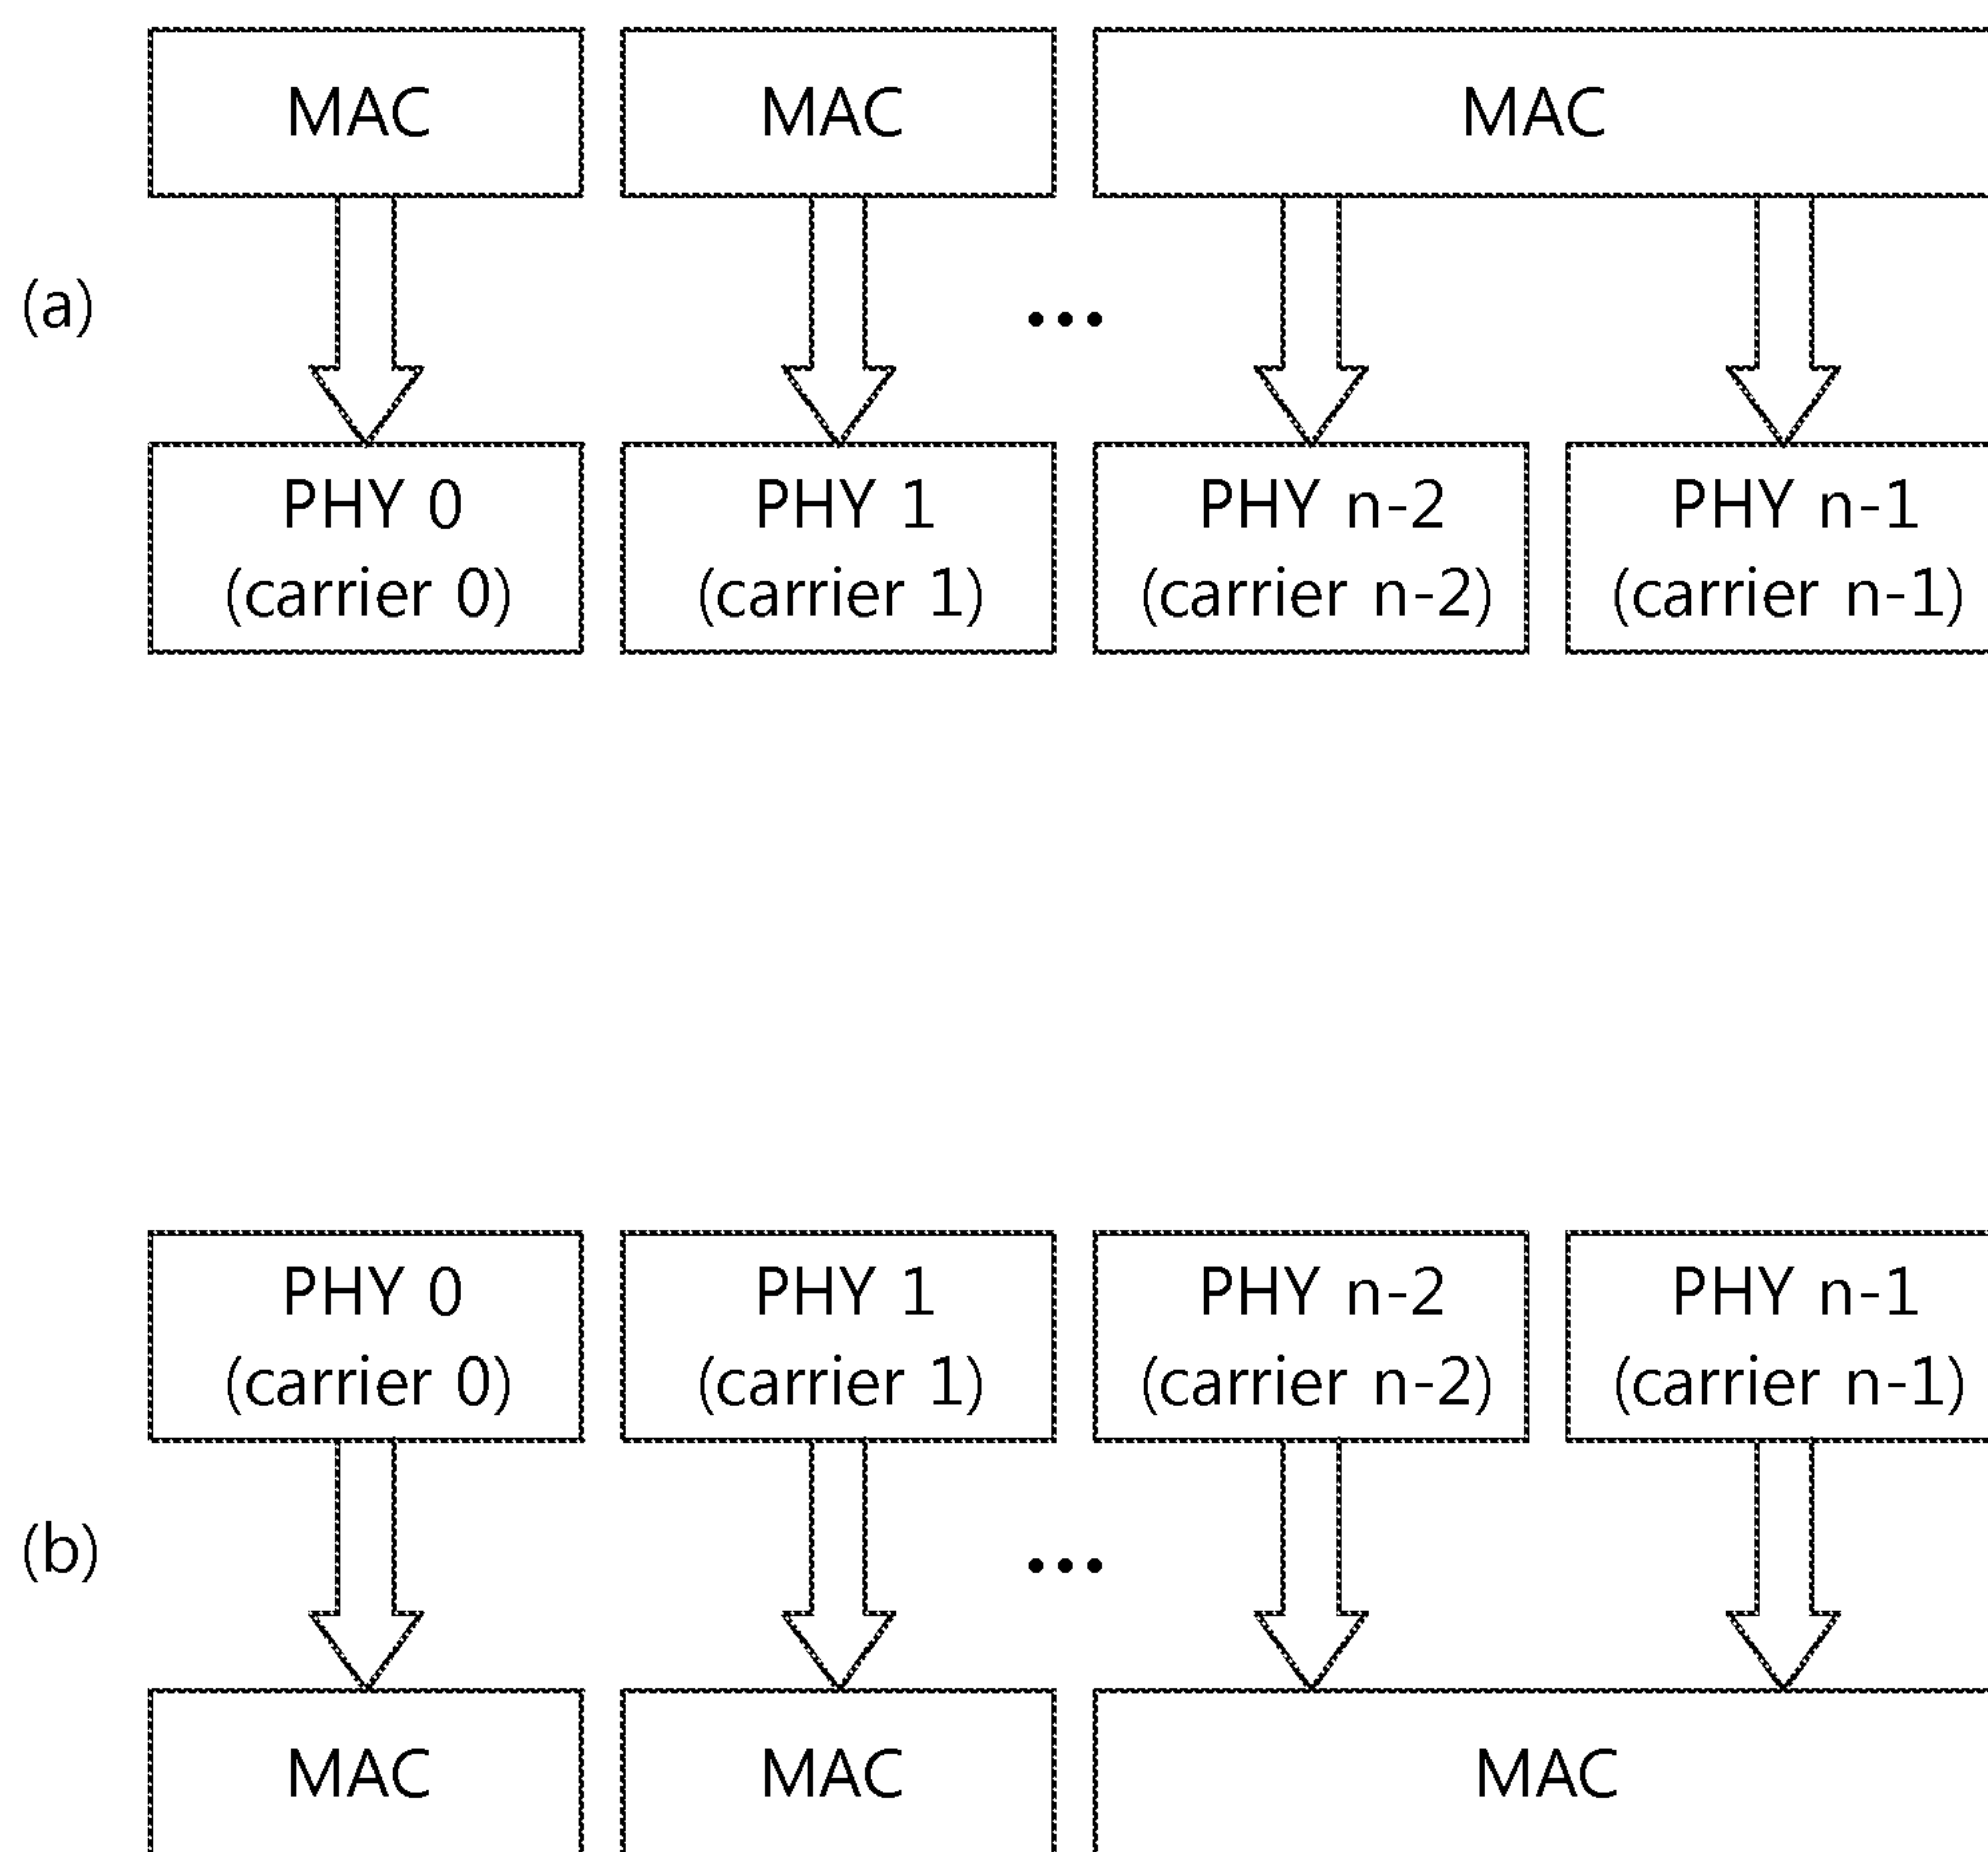 MAC MAC MAC
(a)
•••
PHY 0 PHY 1 PHY n-2 PHY n-1
(carrier 0) (carrier 1) (carrier n-2) (carrier n-1)
PHY 0 PHY 1 PHY n-2 PHY n-1
(carrier 0) (carrier 1) (carrier n-2) (carrier n-1)
(b)
•••
MAC MAC MAC